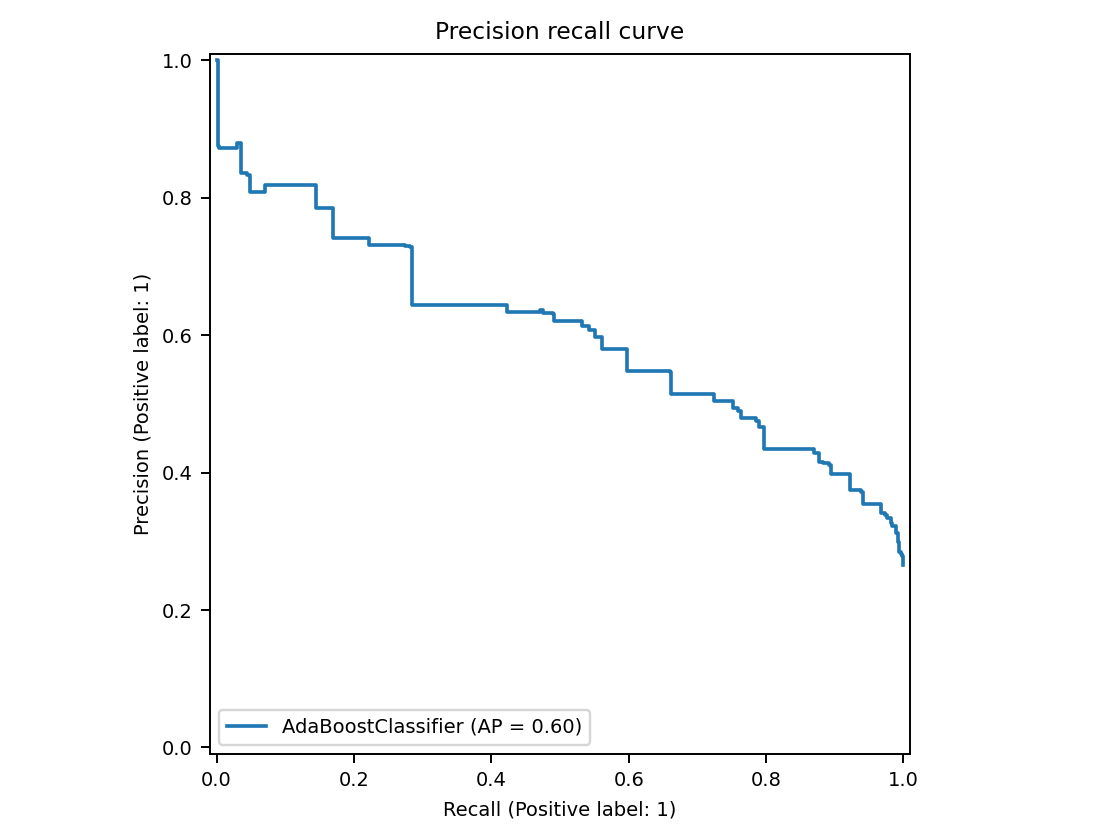 Precision recall curve
1.0
0.8
0.6
0.4
0.2
0.0
Precision (Positive label: 1)
AdaBoostClassifier (AP = 0.60)
0.0 0.2 0.4 0.6 0.8 1.0
Recall (Positive label: 1)